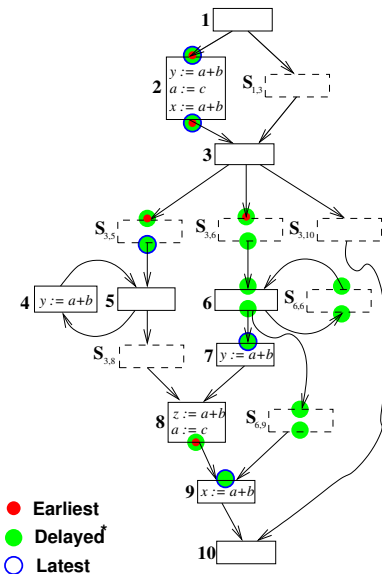 1
2
y := a+b
a := c
x := a+b
S1,3
3
S3,5
S3,6
S3,10
4
y := a+b
5
6
S6,6
S3,8
7
y := a+b
8
z := a+b
a := c
S6,9
9
x := a+b
10
Earliest
Delayed*
Latest